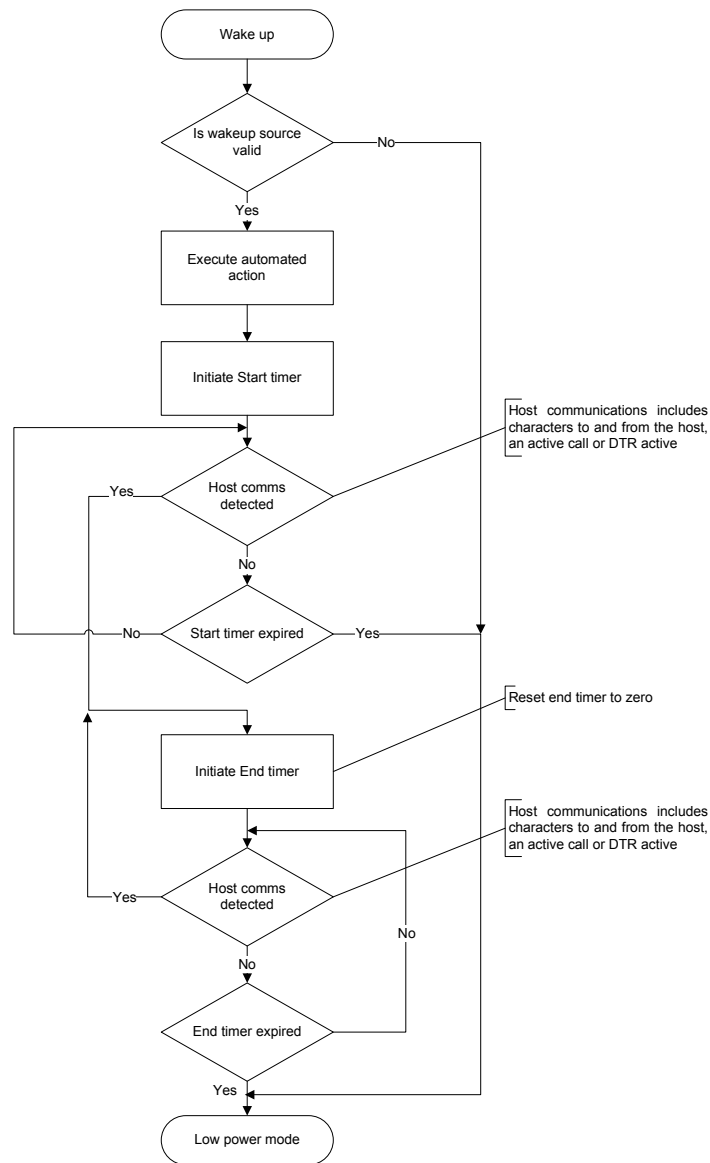 Wake up
Is wakeup source
valid
No
Yes
Execute automated
action
Initiate Start timer
Host communications includes
characters to and from the host,
an active call or DTR active
Yes
Host comms
detected
No
No
Start timer expired
Yes
Reset end timer to zero
Initiate End timer
Host communications includes
characters to and from the host,
an active call or DTR active
Yes
Host comms
detected
No
No
End timer expired
Yes
Low power mode